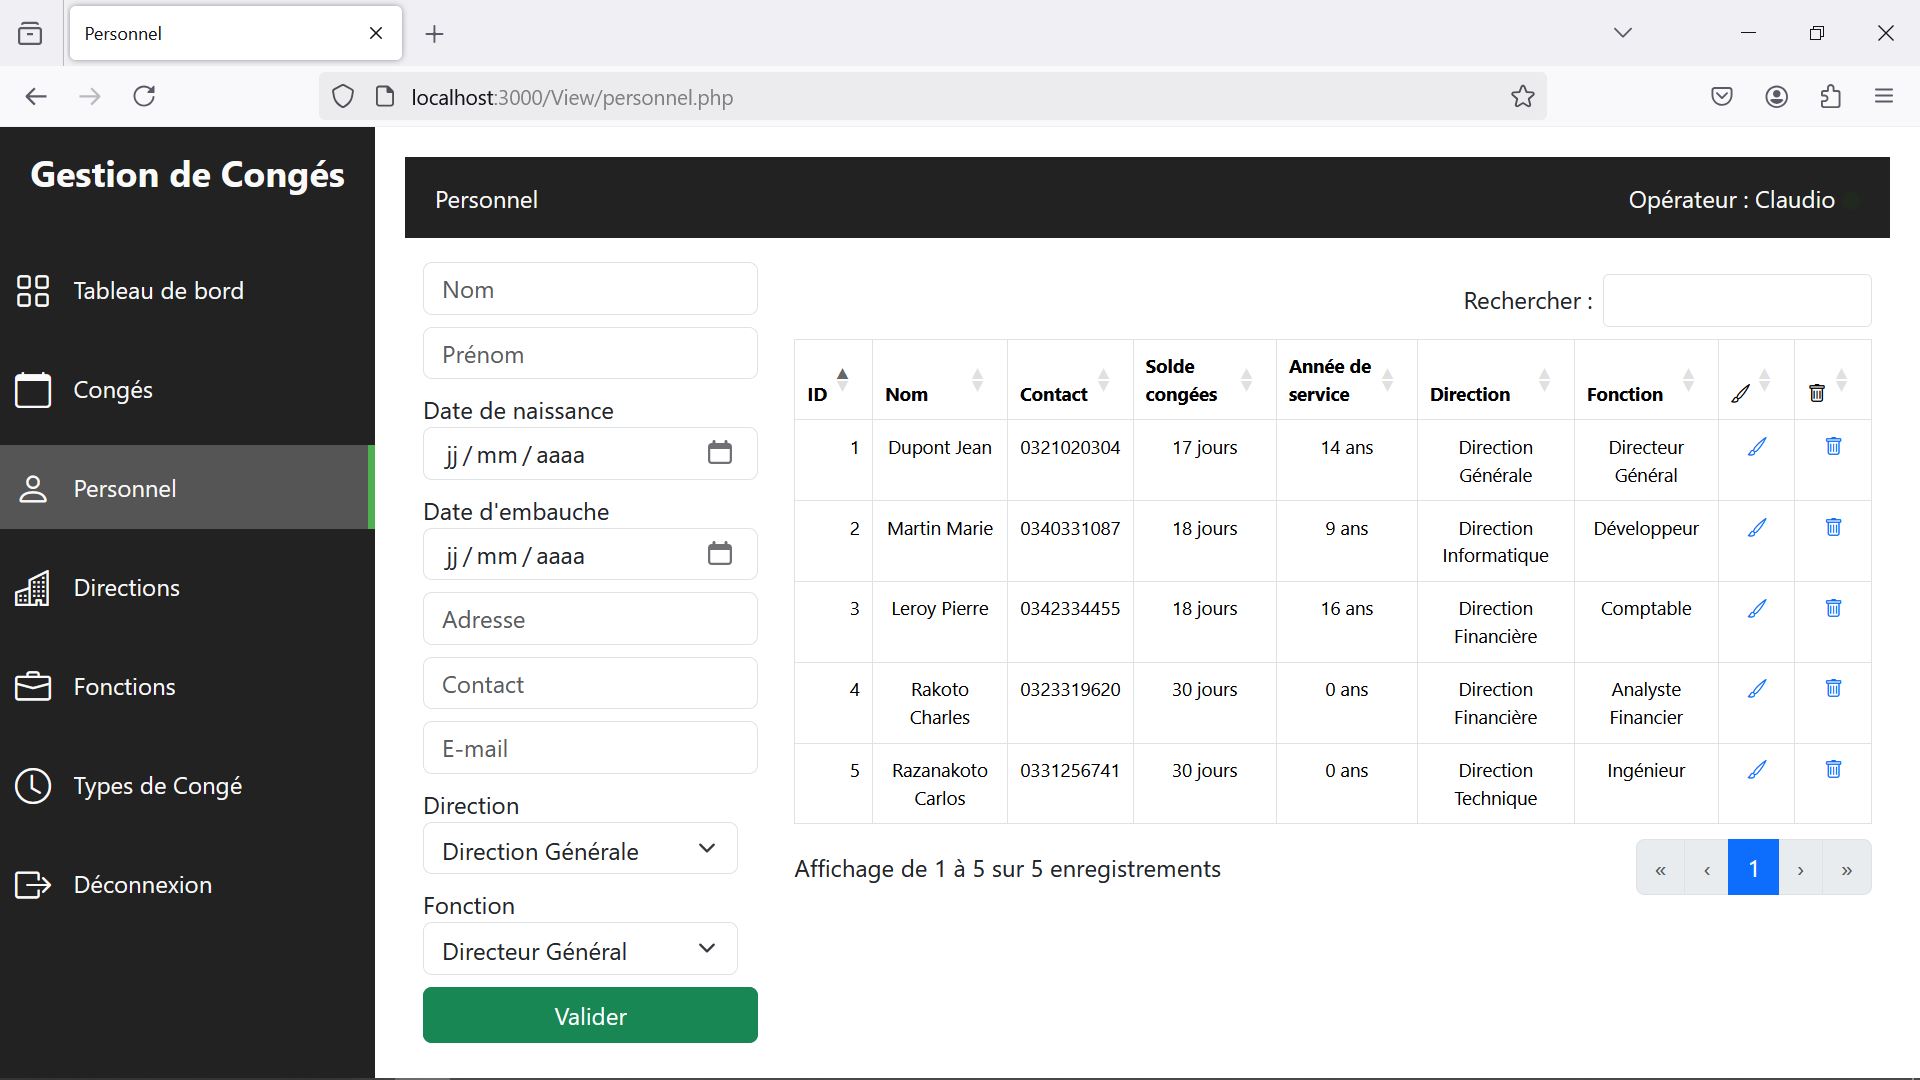 Personnel
localhost:3000/View/personnel.php
Gestion de Congés
Tableau de bord
Congés
Personnel
Directions
Fonctions
Types de Congé
Déconnexion
Personnel
Opérateur : Claudio
Nom
Prénom
Date de naissance
jj / mm / aaaa
Date d'embauche
jj / mm / aaaa
Adresse
Contact
E-mail
Direction
Direction Générale
Fonction
Directeur Général
Valider
Rechercher :
ID Nom Contact Solde congées Année de service Direction Fonction
1 Dupont Jean 0321020304 17 jours 14 ans Direction Générale Directeur Général
2 Martin Marie 0340331087 18 jours 9 ans Direction Informatique Développeur
3 Leroy Pierre 0342334455 18 jours 16 ans Direction Financière Comptable
4 Rakoto Charles 0323319620 30 jours 0 ans Direction Financière Analyste Financier
5 Razanakoto Carlos 0331256741 30 jours 0 ans Direction Technique Ingénieur
Affichage de 1 à 5 sur 5 enregistrements
« ‹ 1 › »